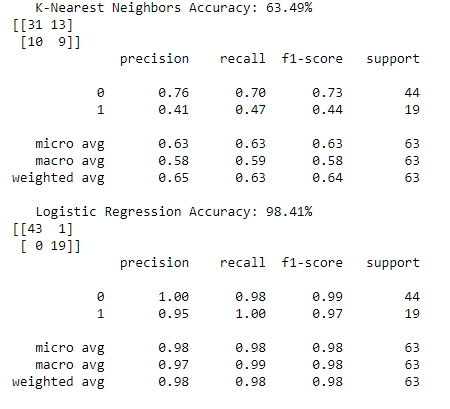 K-Nearest Neighbors Accuracy: 63.49%
[[31 13]
[10 9]]
precision recall f1-score support
0 0.76 0.70 0.73 44
1 0.41 0.47 0.44 19
micro avg 0.63 0.63 0.63 63
macro avg 0.58 0.59 0.58 63
weighted avg 0.65 0.63 0.64 63
Logistic Regression Accuracy: 98.41%
[[43 1]
[ 0 19]]
precision recall f1-score support
0 1.00 0.98 0.99 44
1 0.95 1.00 0.97 19
micro avg 0.98 0.98 0.98 63
macro avg 0.97 0.99 0.98 63
weighted avg 0.98 0.98 0.98 63